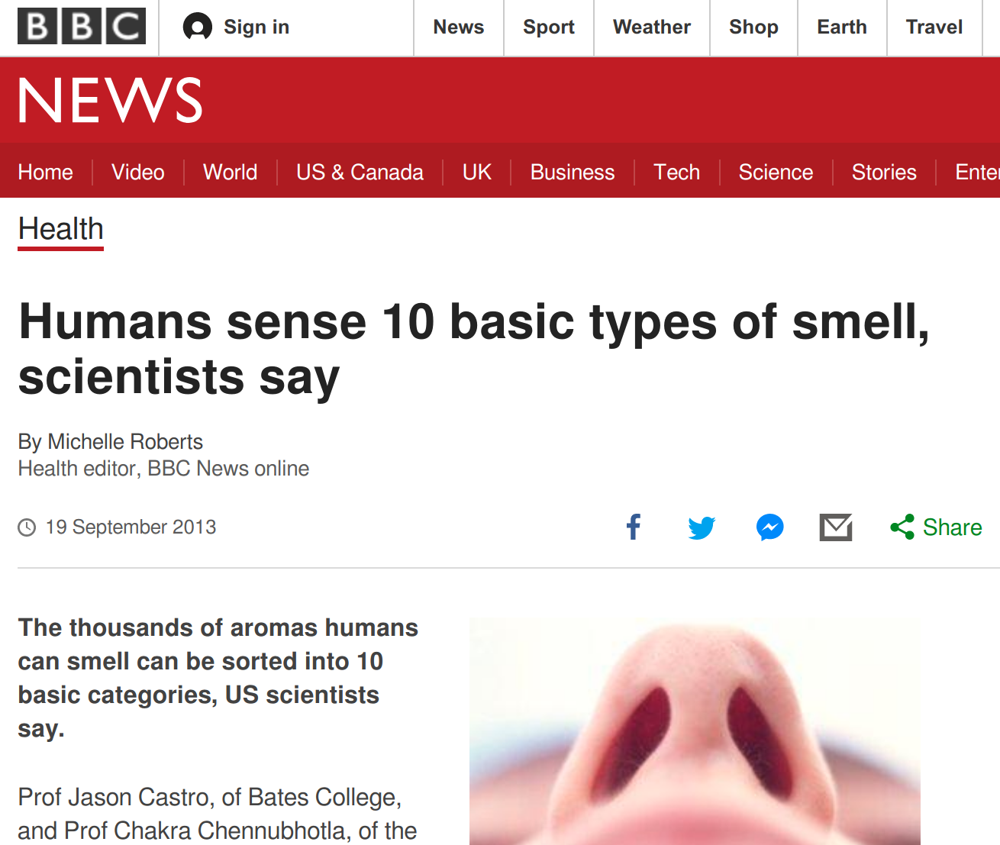 BBC
Sign in
News
Sport
Weather
Shop
Earth
Travel
NEWS
Home
Video
World
US & Canada
UK
Business
Tech
Science
Stories
Enter
Health
Humans sense 10 basic types of smell,
scientists say
By Michelle Roberts
Health editor, BBC News online
19 September 2013
Share
The thousands of aromas humans
can smell can be sorted into 10
basic categories, US scientists
say.
Prof Jason Castro, of Bates College,
and Prof Chakra Chennubhotla, of the